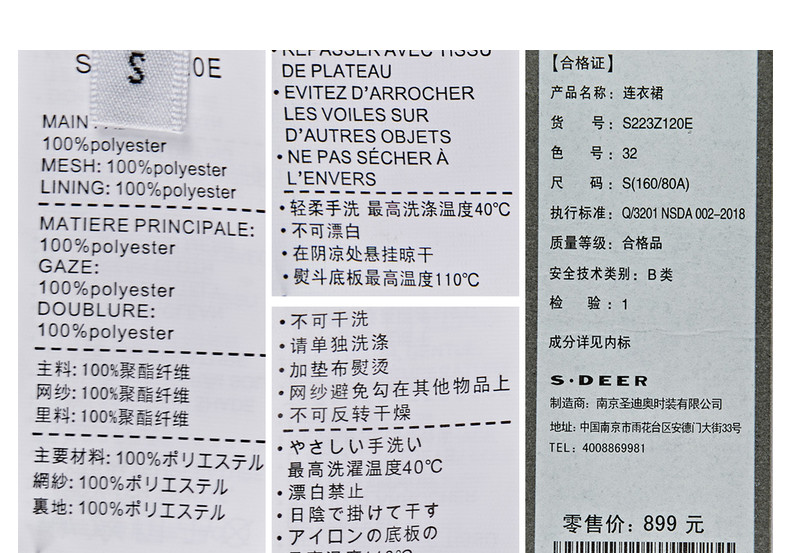 S
0E
MAIN
100%polyester
MESH: 100%polyester
LINING: 100%polyester
MATIERE PRINCIPALE:
100%polyester
GAZE:
100%polyester
DOUBLURE:
100%polyester
主料: 100%聚酯纤维
网纱: 100%聚酯纤维
里料: 100%聚酯纤维
主要材料: 100%ポリエステル
網紗: 100%ポリエステル
裏地: 100%ポリエステル
S
REPASSER AVEC TISSU
DE PLATEAU
• EVITEZ D'ARROCHER
LES VOILES SUR
D'AUTRES OBJETS
• NE PAS SÉCHER À
L'ENVERS
• 轻柔手洗 最高洗涤温度40℃
• 不可漂白
• 在阴凉处悬挂晾干
• 熨斗底板最高温度110℃
• 不可干洗
• 请单独洗涤
• 加垫布熨烫
• 网纱避免勾在其他物品上
• 不可反转干燥
• やさしい手洗い
最高洗濯温度40℃
• 漂白禁止
• 日陰で掛けて干す
• アイロンの底板の
【合格证】
产品名称: 连衣裙
货 号: S223Z120E
色 号: 32
尺 码: S(160/80A)
执行标准: Q/3201 NSDA 002-2018
质量等级: 合格品
安全技术类别: B 类
检 验: 1
成分详见内标
S·DEER
制造商: 南京圣迪奥时装有限公司
地址: 中国南京市雨花台区安德门大街33号
TEL: 4008869981
零售价: 899 元